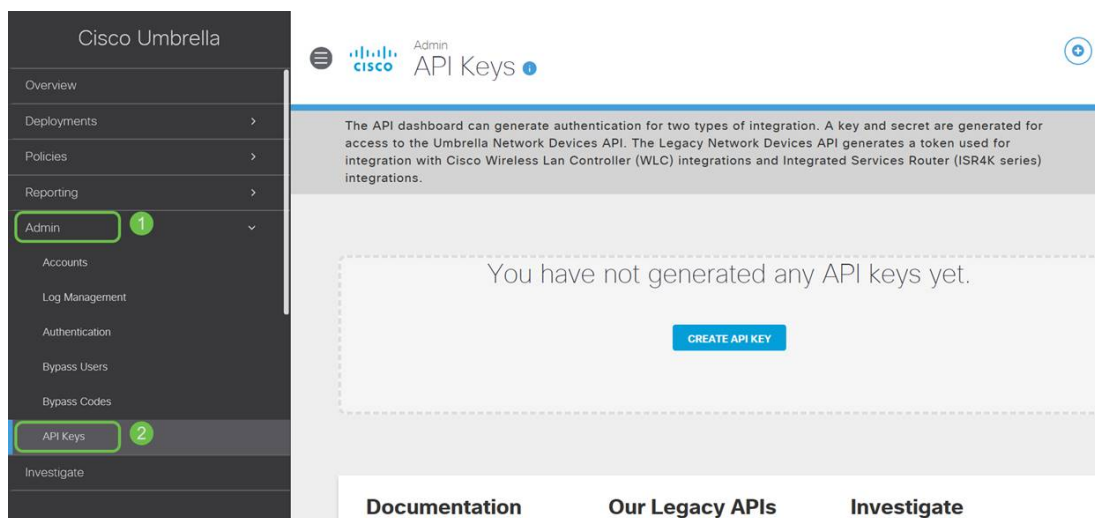 Cisco Umbrella
Overview
Deployments
Policies
Reporting
Admin 1
Accounts
Log Management
Authentication
Bypass Users
Bypass Codes
API Keys 2
Investigate
CISCO
Admin
API Keys
The API dashboard can generate authentication for two types of integration. A key and secret are generated for
access to the Umbrella Network Devices API. The Legacy Network Devices API generates a token used for
integration with Cisco Wireless Lan Controller (WLC) integrations and Integrated Services Router (ISR4K series)
integrations.
You have not generated any API keys yet.
CREATE API KEY
Documentation
Our Legacy APIs
Investigate